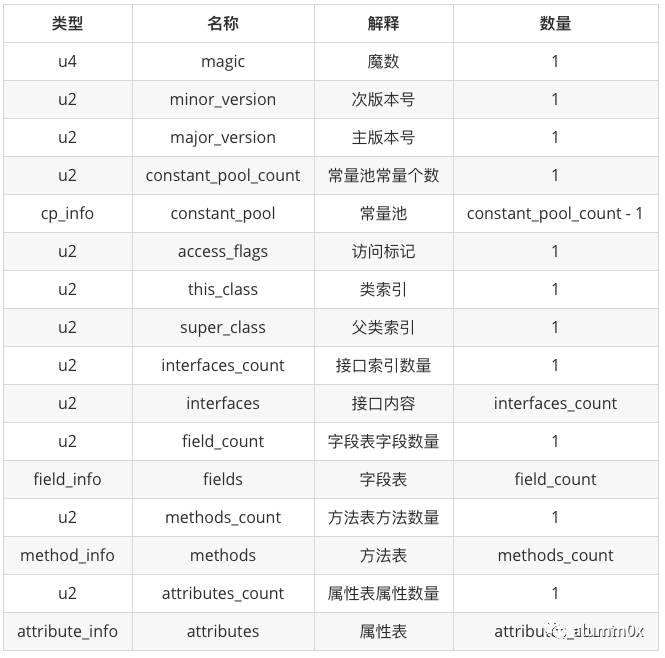 类型 名称 解释 数量
u4 magic 魔数 1
u2 minor_version 次版本号 1
u2 major_version 主版本号 1
u2 constant_pool_count 常量池常量个数 1
cp_info constant_pool 常量池 constant_pool_count - 1
u2 access_flags 访问标记 1
u2 this_class 类索引 1
u2 super_class 父类索引 1
u2 interfaces_count 接口索引数量 1
u2 interfaces 接口内容 interfaces_count
u2 field_count 字段表字段数量 1
field_info fields 字段表 field_count
u2 methods_count 方法表方法数量 1
method_info methods 方法表 methods_count
u2 attributes_count 属性表属性数量 1
attribute_info attributes 属性表
alumm0x